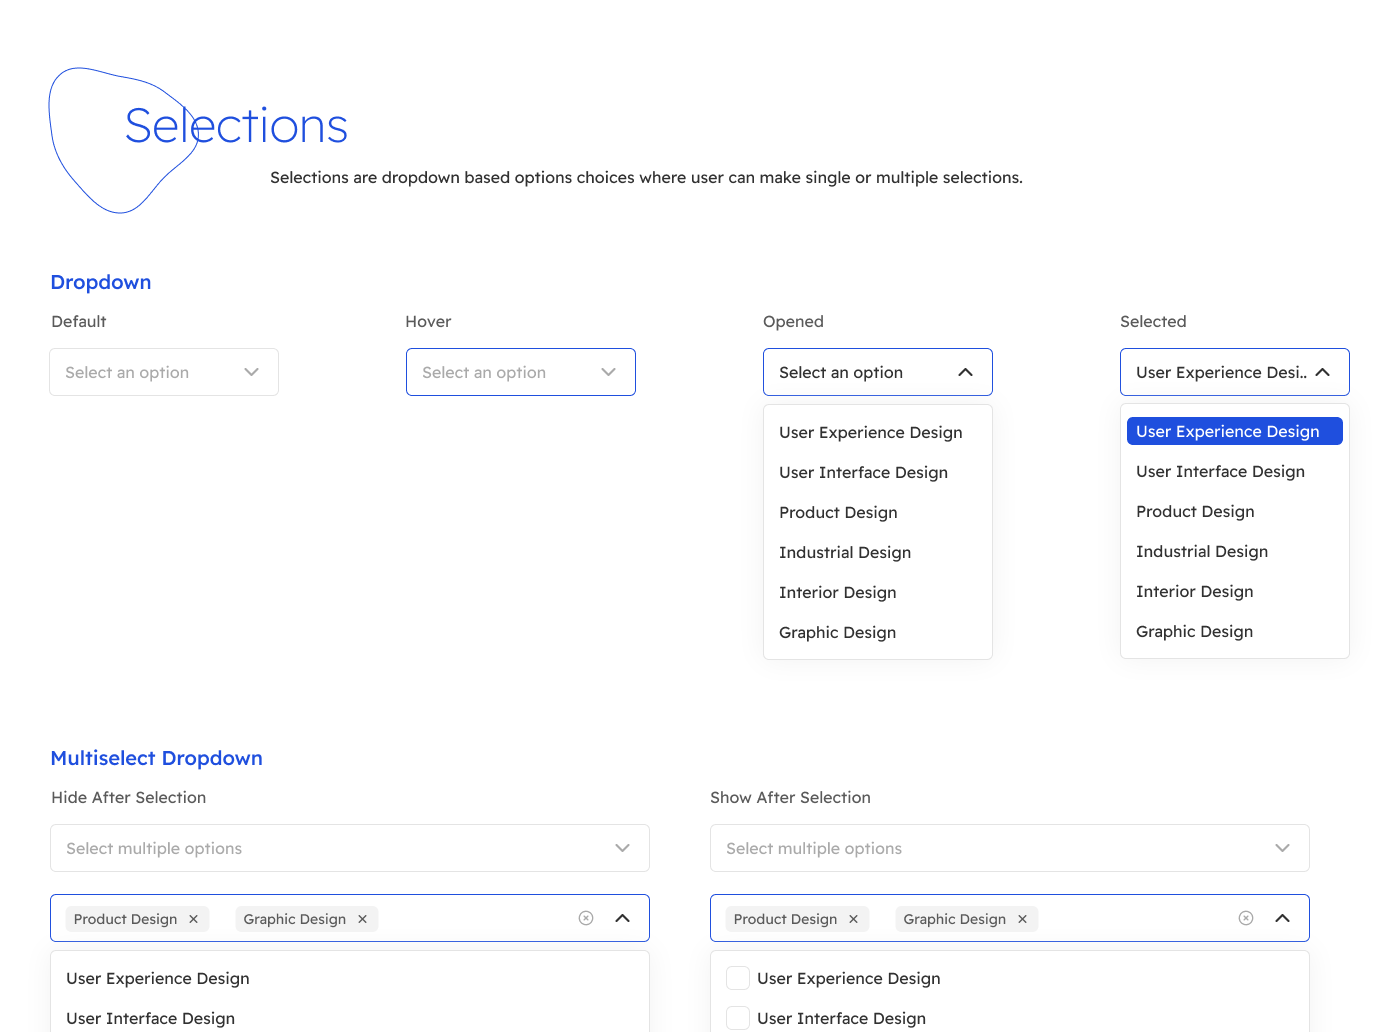 Selections
Selections are dropdown based options choices where user can make single or multiple selections.
Dropdown
Default
Hover
Opened
Selected
Select an option
Select an option
Select an option
User Experience Desi..
User Experience Design
User Interface Design
Product Design
Industrial Design
Interior Design
Graphic Design
User Experience Design
User Interface Design
Product Design
Industrial Design
Interior Design
Graphic Design
Multiselect Dropdown
Hide After Selection
Show After Selection
Select multiple options
Select multiple options
Product Design
Graphic Design
Product Design
Graphic Design
User Experience Design
User Interface Design
User Experience Design
User Interface Design